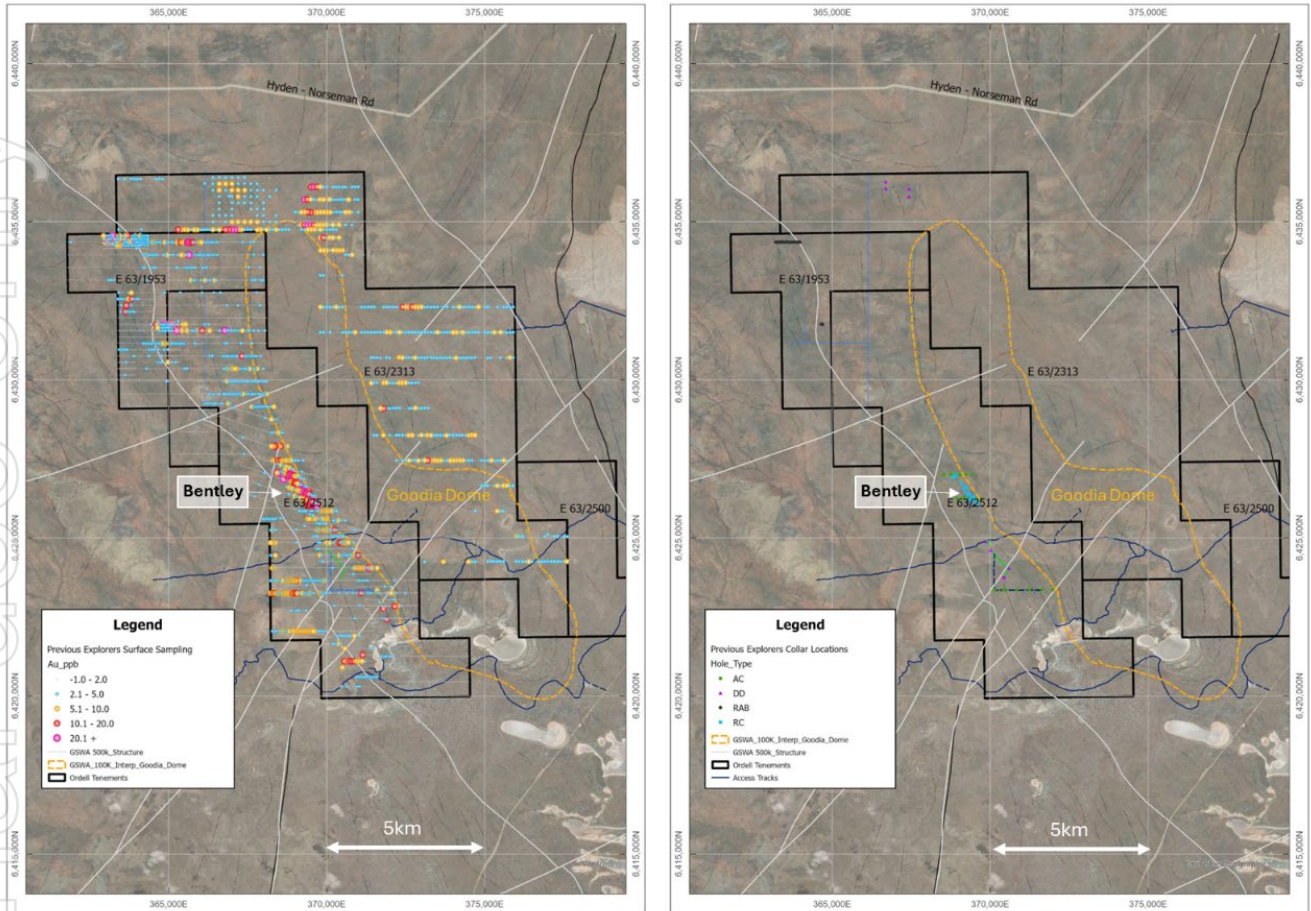 365,000E 370,000E 375,000E
6,440,000N 6,440,000N
Hyden - Norseman Rd
6,435,000N 6,435,000N
E 63/1953
E 63/2313
6,430,000N 6,430,000N
Bentley
E 63/2512
Goodia Dome
E 63/2500
6,425,000N 6,425,000N
6,420,000N 6,420,000N
Legend
Previous Explorers Surface Sampling
Au_ppb
-1.0 - 2.0
2.1 - 5.0
5.1 - 10.0
10.1 - 20.0
20.1 +
GSWA 500k_Structure
GSWA_100K_Interp_Goodia_Dome
Ordell Tenements
5km
6,415,000N 6,415,000N
365,000E 370,000E 375,000E
365,000E 370,000E 375,000E
6,440,000N 6,440,000N
Hyden - Norseman Rd
6,435,000N 6,435,000N
E 63/1953
E 63/2313
6,430,000N 6,430,000N
Bentley
E 63/2512
Goodia Dome
E 63/2500
6,425,000N 6,425,000N
6,420,000N 6,420,000N
Legend
Previous Explorers Collar Locations
Hole_Type
AC
DD
RAB
RC
GSWA_100K_Interp_Goodia_Dome
GSWA 500k_Structure
Ordell Tenements
Access Tracks
5km
6,415,000N 6,415,000N
365,000E 370,000E 375,000E